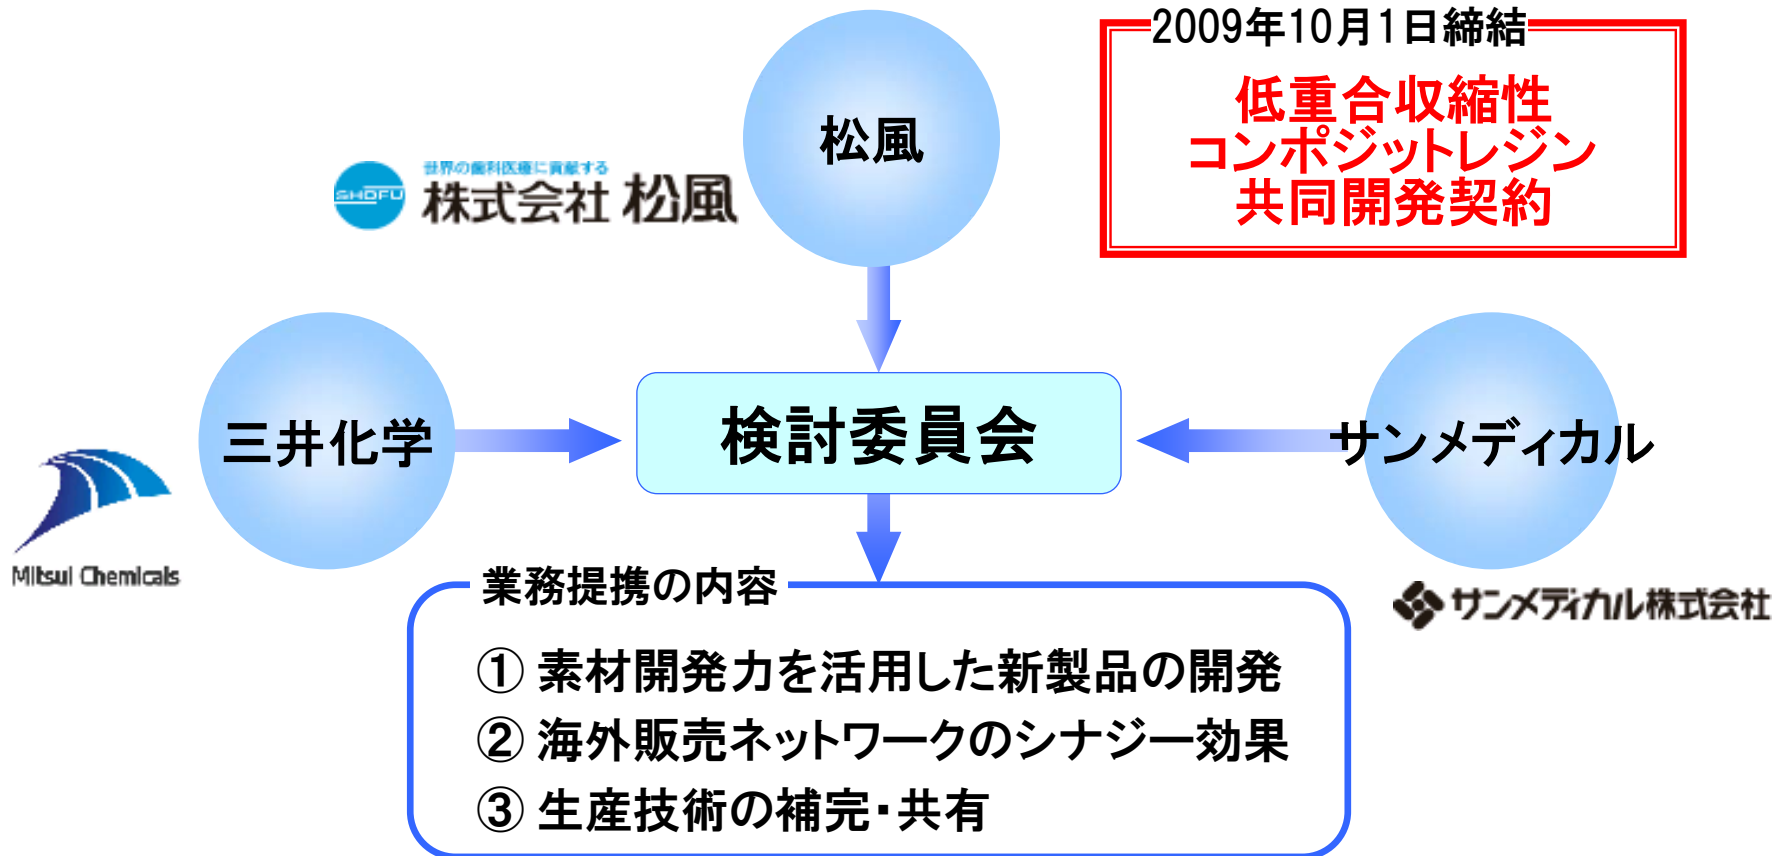 2009年10月1日締結
低重合収縮性
コンポジットレジン
共同開発契約
松風
世界の歯科医療に貢献する
SHOFU
株式会社 松風
三井化学
検討委員会
サンメディカル
Mitsui Chemicals
サンメディカル株式会社
業務提携の内容
① 素材開発力を活用した新製品の開発
② 海外販売ネットワークのシナジー効果
③ 生産技術の補完・共有